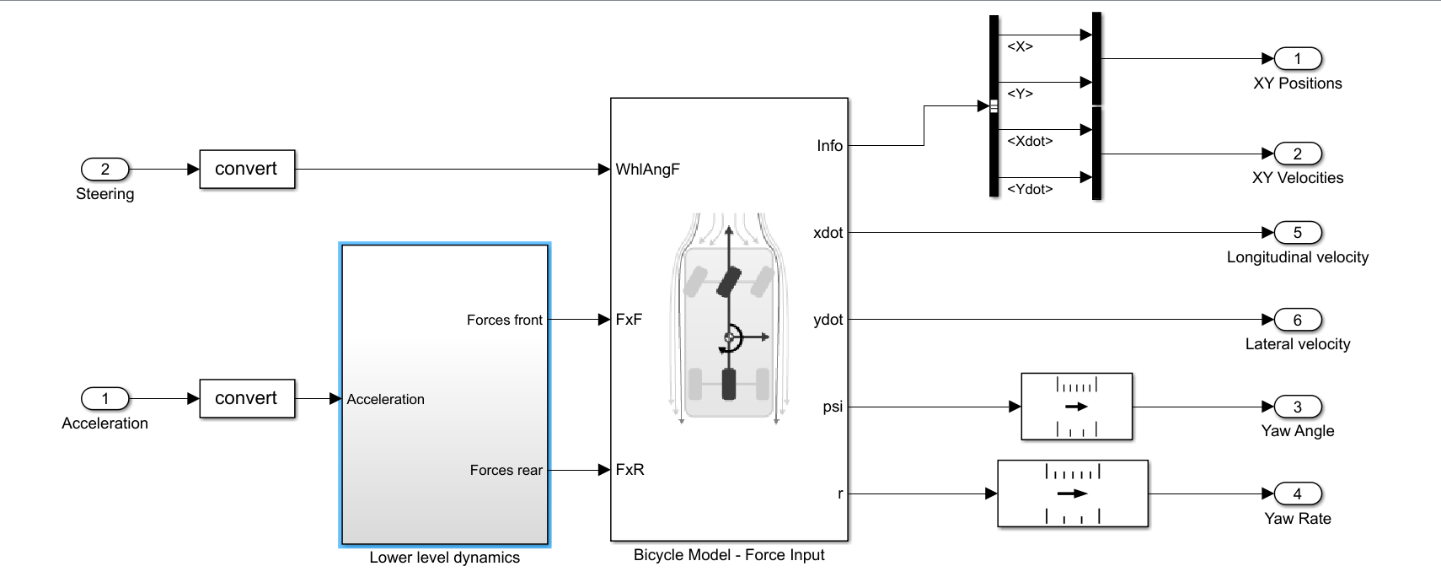 <X>
1
XY Positions
<Y>
<Xdot>
2
XY Velocities
<Ydot>
2
Steering
convert
WhlAngF
Info
xdot
5
Longitudinal velocity
Forces front
FxF
ydot
6
Lateral velocity
1
Acceleration
convert
Acceleration
psi
3
Yaw Angle
Forces rear
FxR
r
4
Yaw Rate
Lower level dynamics
Bicycle Model - Force Input